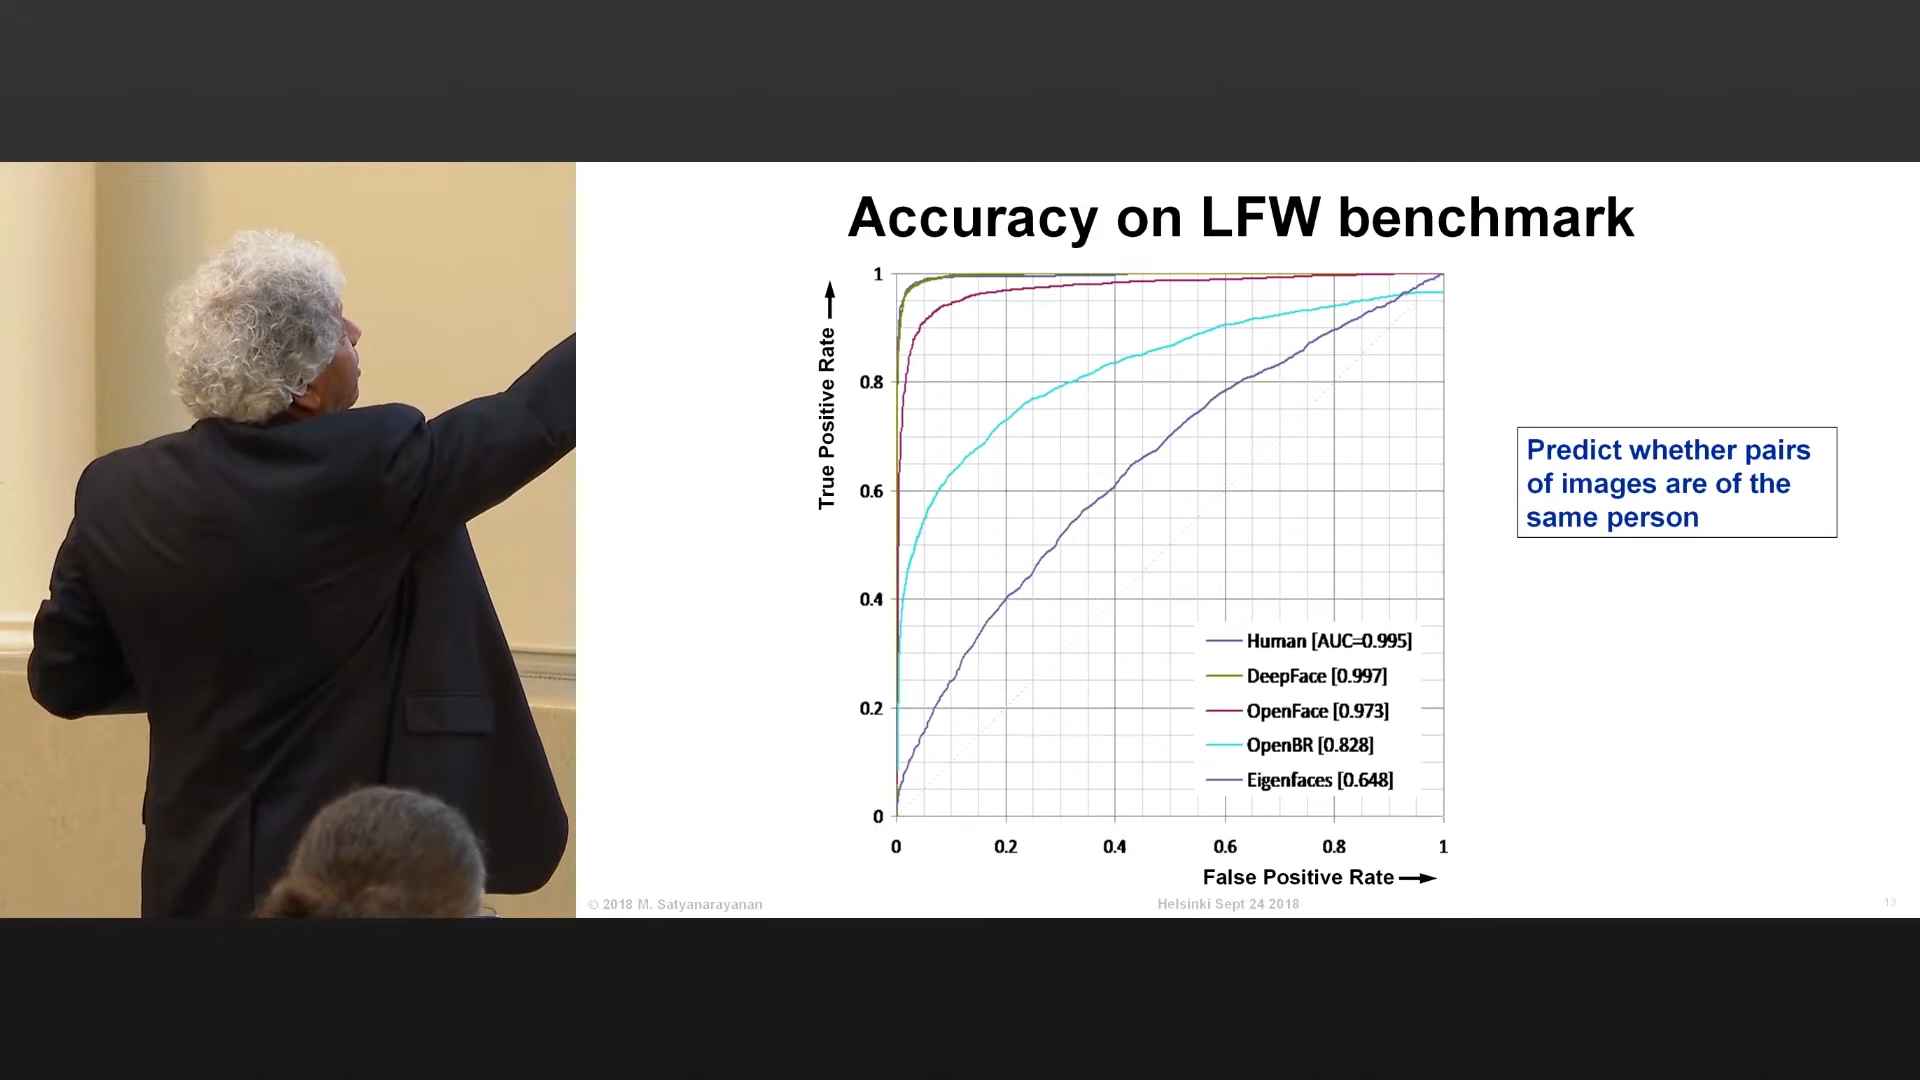 Accuracy on LFW benchmark
True Positive Rate
1
0.8
0.6
0.4
0.2
0
Human [AUC=0.995]
DeepFace [0.997]
OpenFace [0.973]
OpenBR [0.828]
Eigenfaces [0.648]
0 0.2 0.4 0.6 0.8 1
False Positive Rate
Predict whether pairs
of images are of the
same person
© 2018 M. Satyanarayanan
Helsinki Sept 24 2018
13